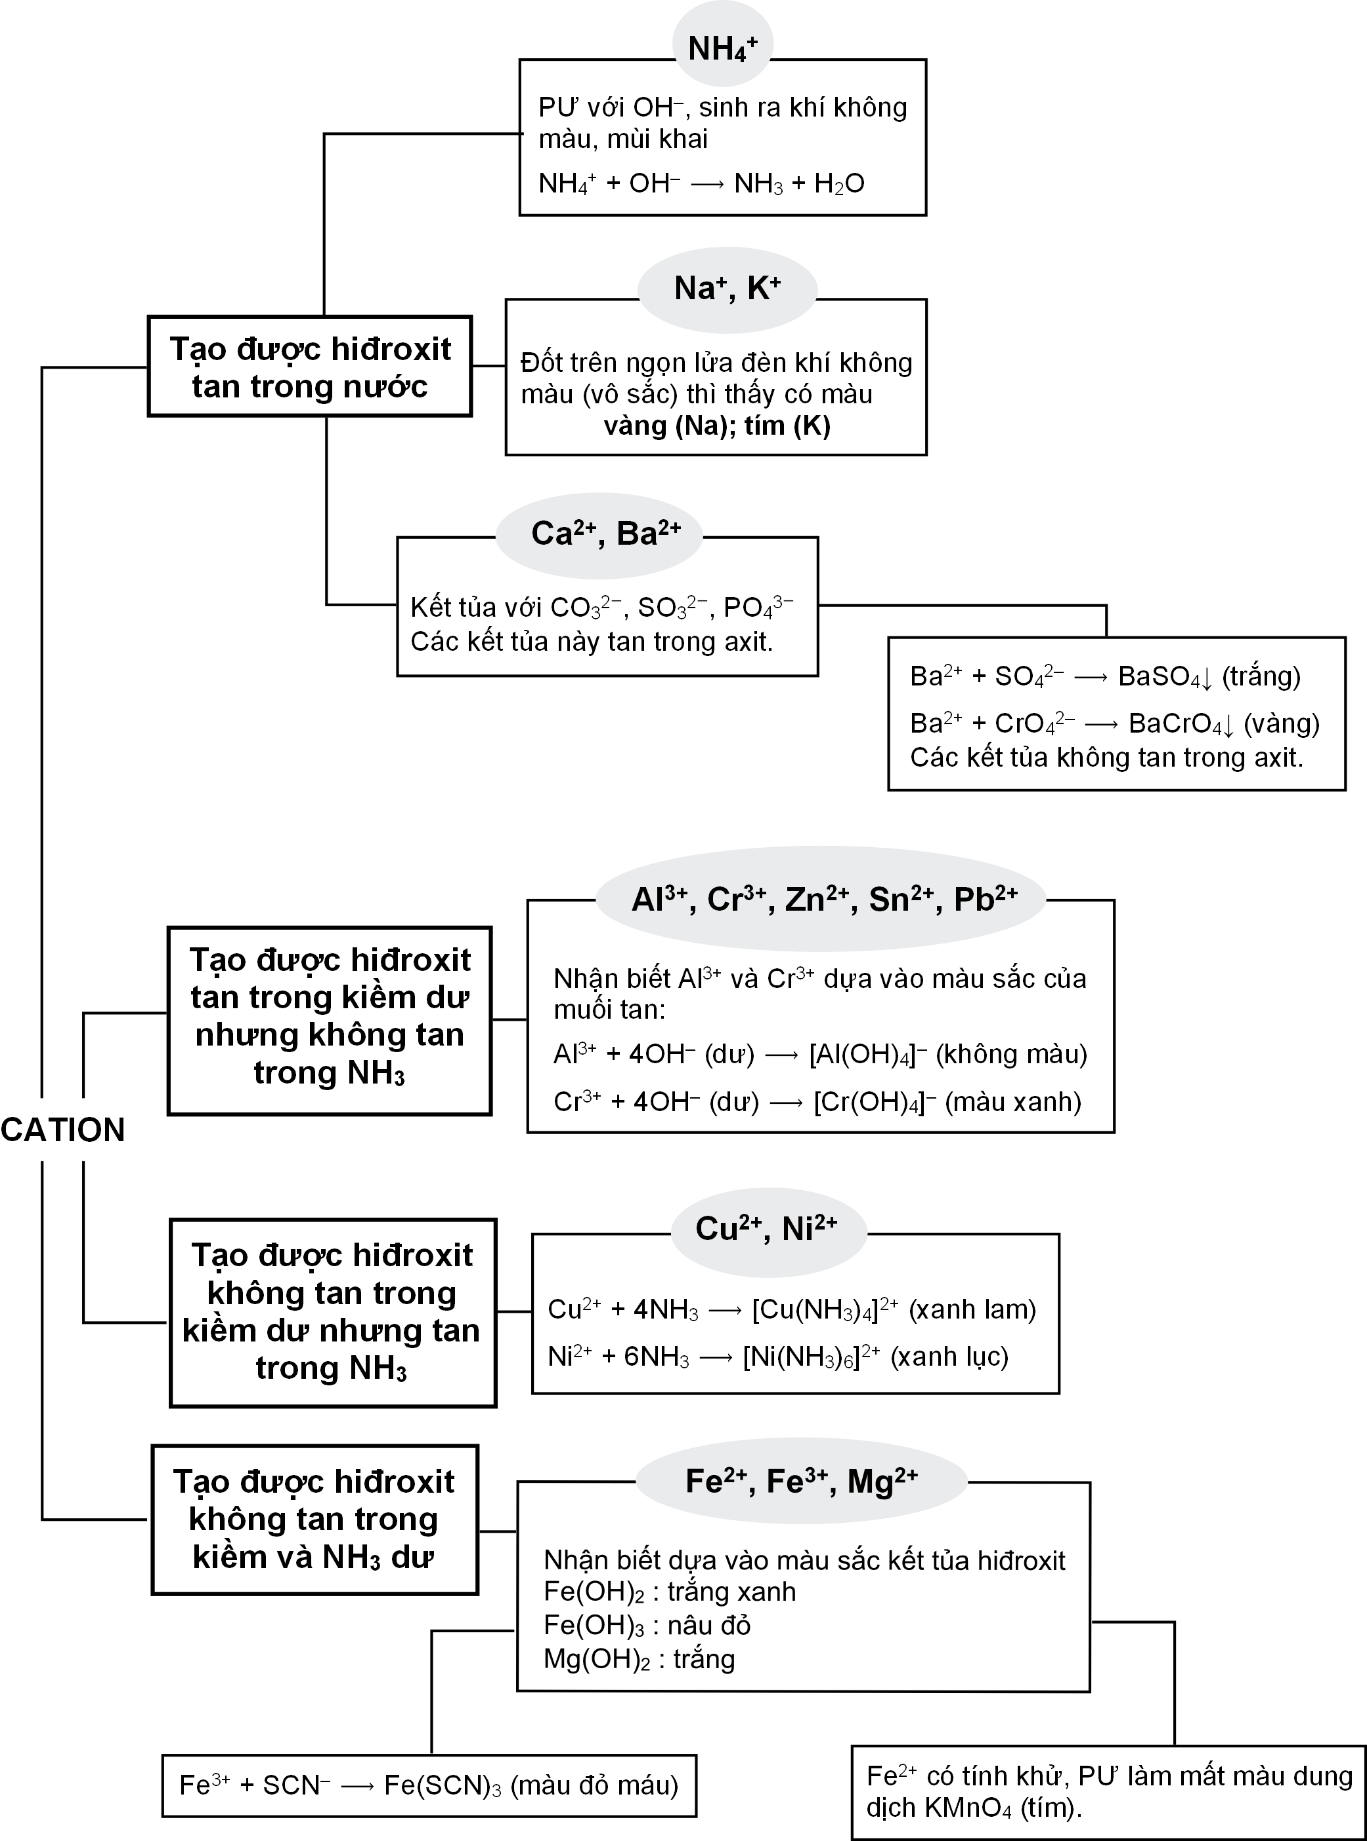 NH₄⁺
PƯ với OH⁻, sinh ra khí không
màu, mùi khai
NH₄⁺ + OH⁻ ⟶ NH₃ + H₂O
Na⁺, K⁺
Tạo được hiđroxit
tan trong nước
Đốt trên ngọn lửa đèn khí không
màu (vô sắc) thì thấy có màu
vàng (Na); tím (K)
Ca²⁺, Ba²⁺
Kết tủa với CO₃²⁻, SO₃²⁻, PO₄³⁻
Các kết tủa này tan trong axit.
Ba²⁺ + SO₄²⁻ ⟶ BaSO₄↓ (trắng)
Ba²⁺ + CrO₄²⁻ ⟶ BaCrO₄↓ (vàng)
Các kết tủa không tan trong axit.
Al³⁺, Cr³⁺, Zn²⁺, Sn²⁺, Pb²⁺
Tạo được hiđroxit
tan trong kiềm dư
nhưng không tan
trong NH₃
Nhận biết Al³⁺ và Cr³⁺ dựa vào màu sắc của
muối tan:
Al³⁺ + 4OH⁻ (dư) ⟶ [Al(OH)₄]⁻ (không màu)
Cr³⁺ + 4OH⁻ (dư) ⟶ [Cr(OH)₄]⁻ (màu xanh)
CATION
Cu²⁺, Ni²⁺
Tạo được hiđroxit
không tan trong
kiềm dư nhưng tan
trong NH₃
Cu²⁺ + 4NH₃ ⟶ [Cu(NH₃)₄]²⁺ (xanh lam)
Ni²⁺ + 6NH₃ ⟶ [Ni(NH₃)₆]²⁺ (xanh lục)
Fe²⁺, Fe³⁺, Mg²⁺
Tạo được hiđroxit
không tan trong
kiềm và NH₃ dư
Nhận biết dựa vào màu sắc kết tủa hiđroxit
Fe(OH)₂ : trắng xanh
Fe(OH)₃ : nâu đỏ
Mg(OH)₂ : trắng
Fe³⁺ + SCN⁻ ⟶ Fe(SCN)₃ (màu đỏ máu)
Fe²⁺ có tính khử, PƯ làm mất màu dung
dịch KMnO₄ (tím).